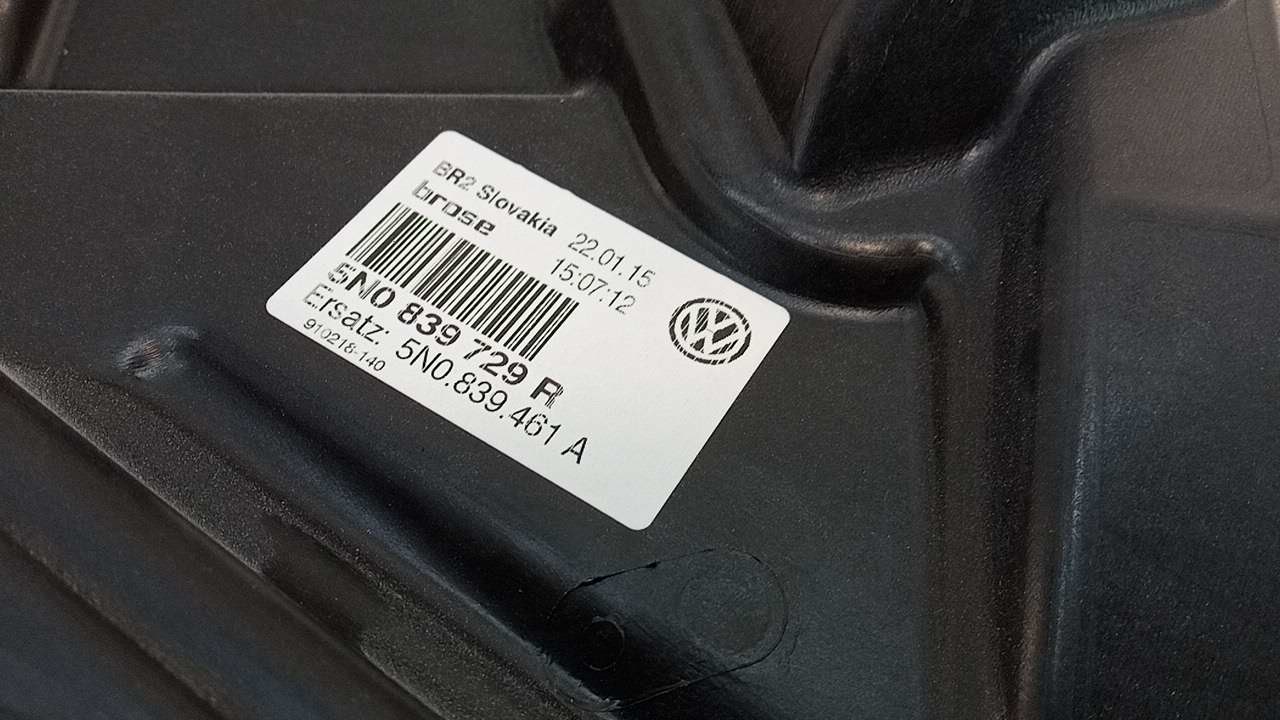 BR2 Slovakia
brose
22.01.15
15:07:12
5N0 839 729 R
Ersatz: 5N0.839.461 A
910218-140